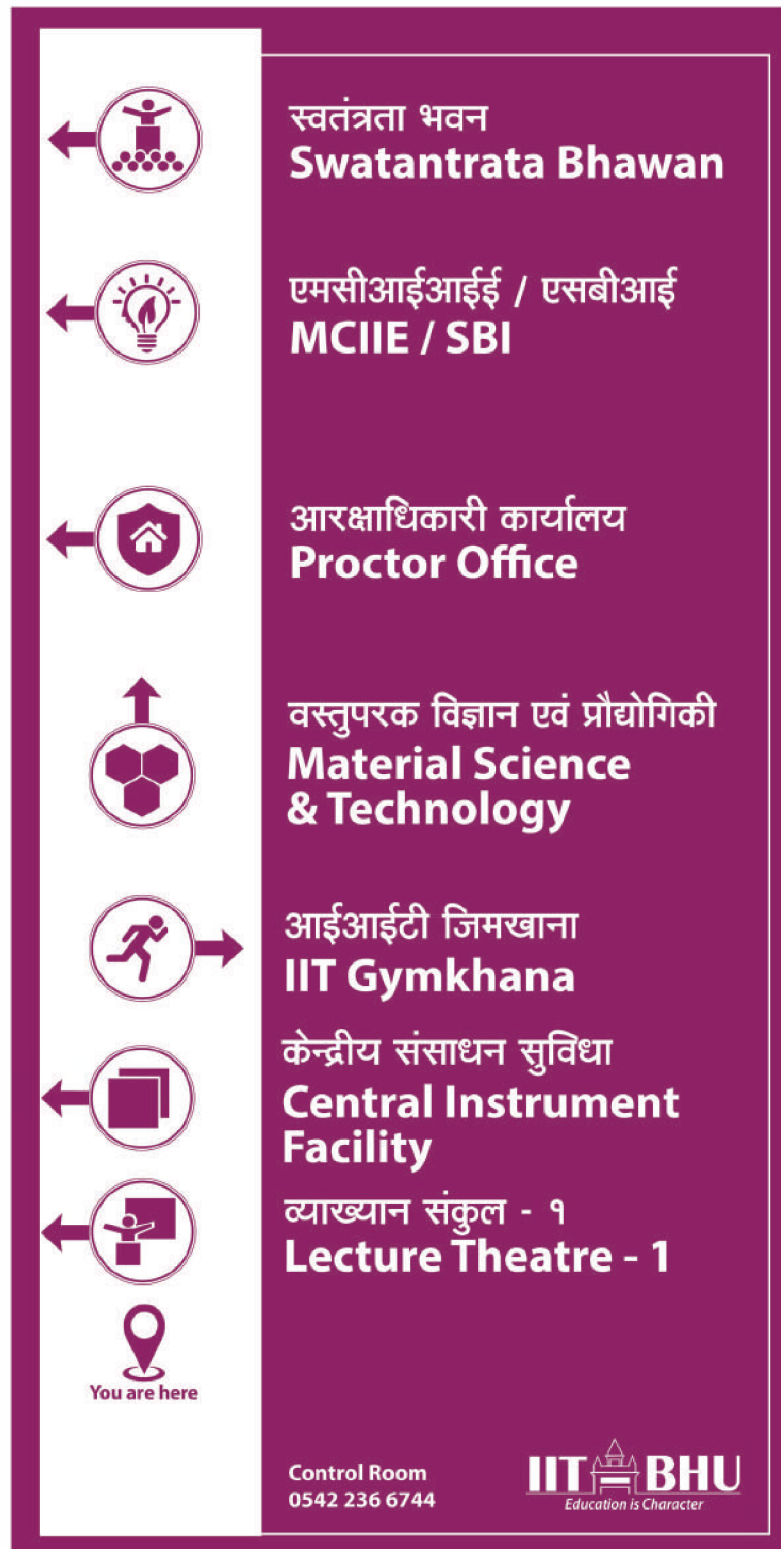 स्वतंत्रता भवन
Swatantrata Bhawan
एमसीआईआईई / एसबीआई
MCIIE / SBI
आरक्षाधिकारी कार्यालय
Proctor Office
वस्तुपरक विज्ञान एवं प्रौद्योगिकी
Material Science
& Technology
आईआईटी जिमखाना
IIT Gymkhana
केन्द्रीय संसाधन सुविधा
Central Instrument
Facility
व्याख्यान संकुल - १
Lecture Theatre - 1
You are here
Control Room
0542 236 6744
IIT BHU
Education is Character